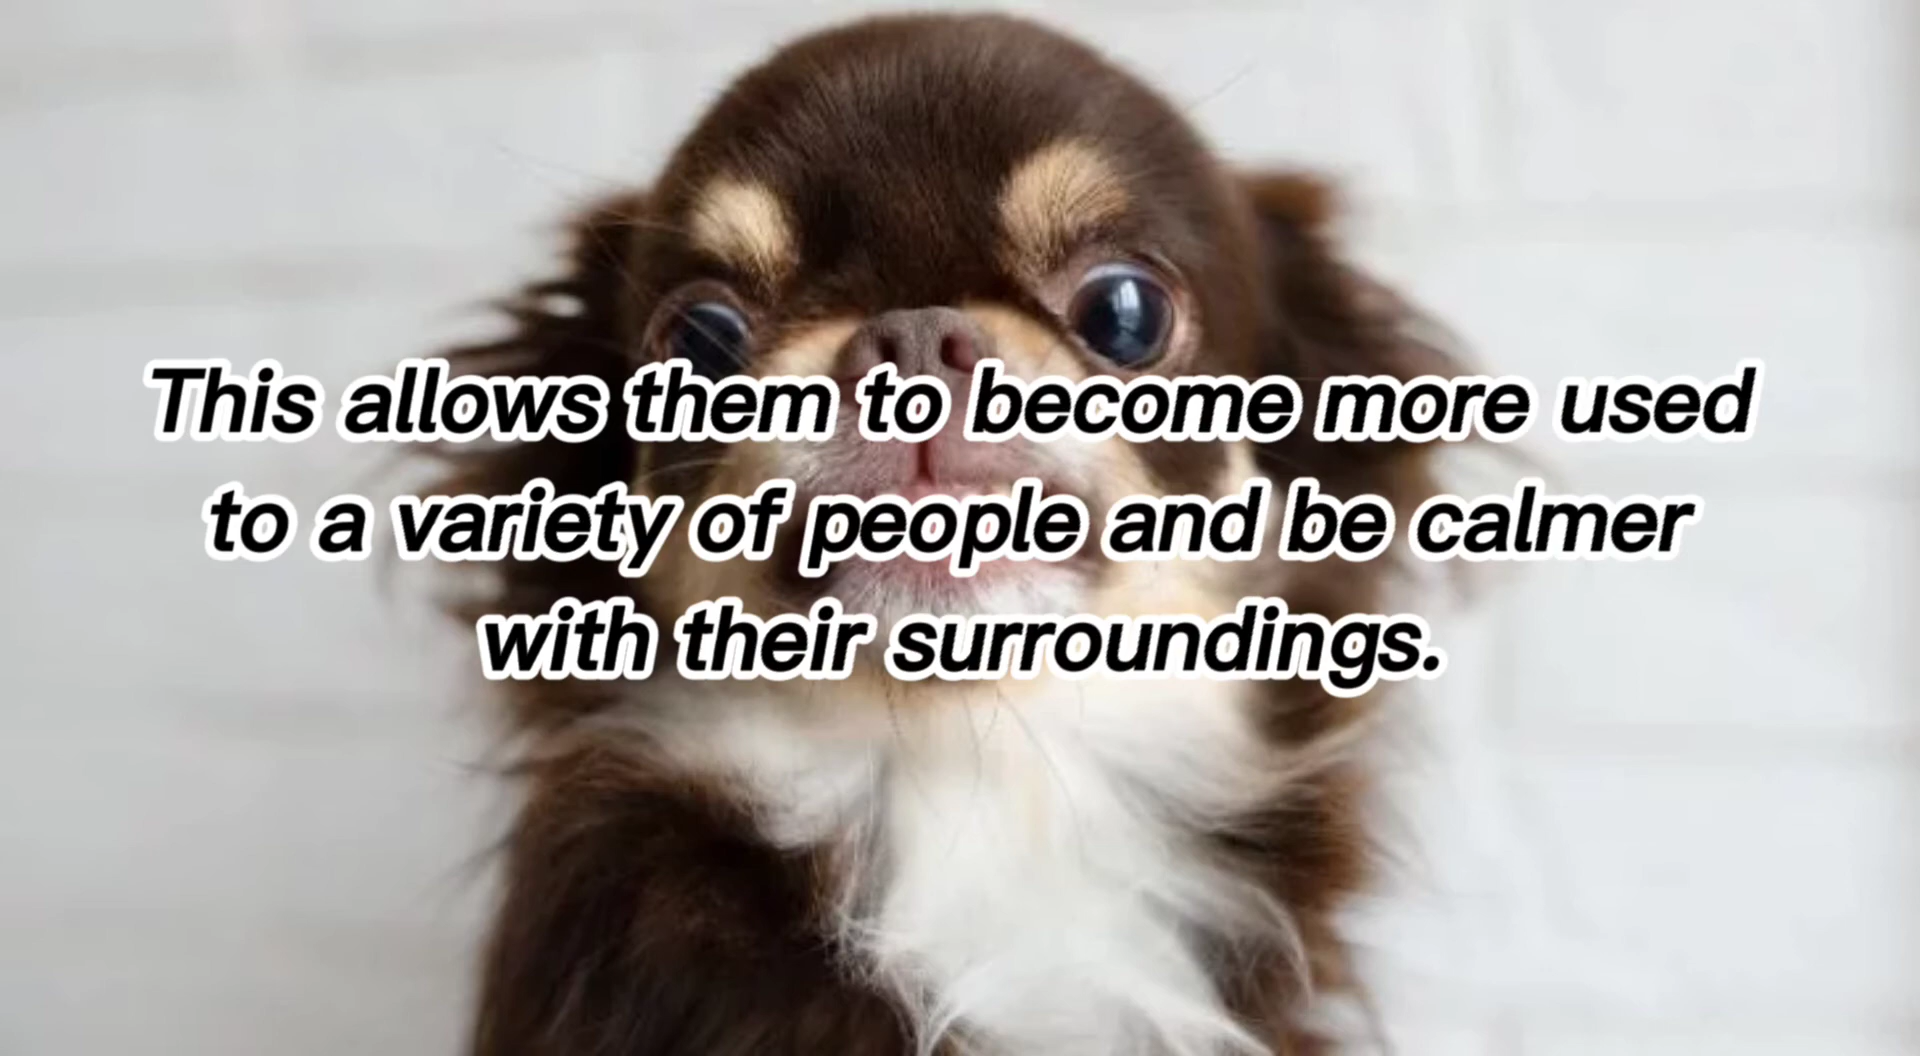 This allows them to become more used
to a variety of people and be calmer
with their surroundings.